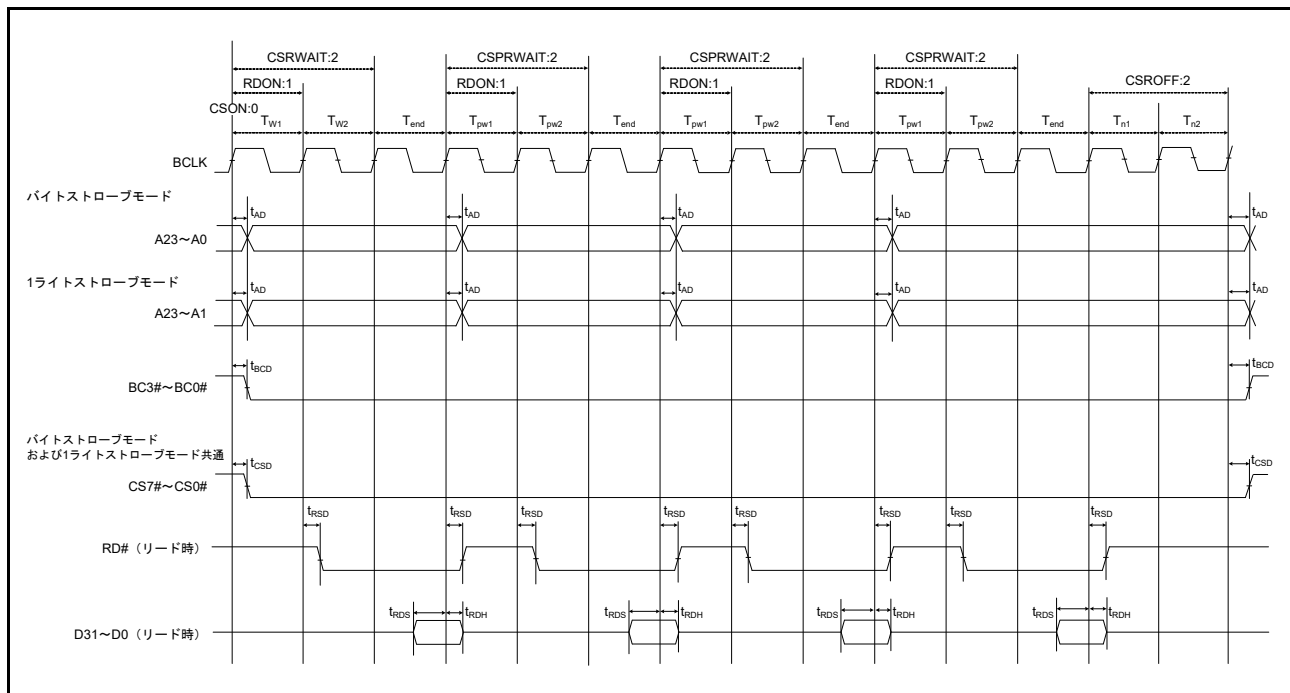 CSRWAIT:2 CSPRWAIT:2 CSPRWAIT:2 CSPRWAIT:2
RDON:1 RDON:1 RDON:1 RDON:1 CSROFF:2
CSON:0
TW1 TW2 Tend Tpw1 Tpw2 Tend Tpw1 Tpw2 Tend Tpw1 Tpw2 Tend Tn1 Tn2
BCLK
バイトストローブモード
tAD tAD tAD tAD tAD
A23～A0
1ライトストローブモード
tAD tAD tAD tAD tAD
A23～A1
tBCD tBCD
BC3#～BC0#
バイトストローブモード
および1ライトストローブモード共通
tCSD tCSD
CS7#～CS0#
tRSD tRSD tRSD tRSD tRSD tRSD tRSD tRSD
RD#（リード時）
tRDS tRDH tRDS tRDH tRDS tRDH tRDS tRDH
D31～D0（リード時）